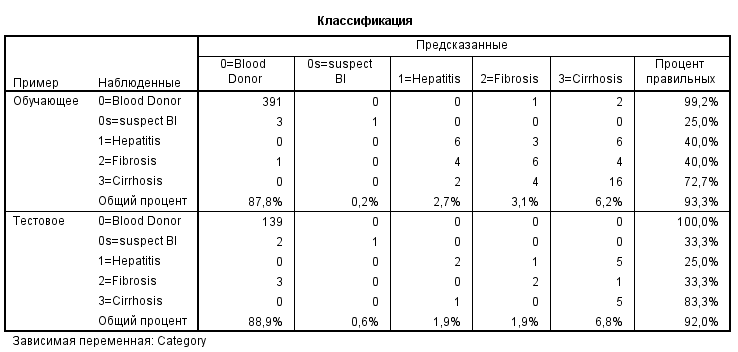 Классификация
Предсказанные
Пример Наблюденные 0=Blood Donor 0s=suspect Bl 1=Hepatitis 2=Fibrosis 3=Cirrhosis Процент правильных
Обучающее 0=Blood Donor 391 0 0 1 2 99,2%
0s=suspect Bl 3 1 0 0 0 25,0%
1=Hepatitis 0 0 6 3 6 40,0%
2=Fibrosis 1 0 4 6 4 40,0%
3=Cirrhosis 0 0 2 4 16 72,7%
Общий процент 87,8% 0,2% 2,7% 3,1% 6,2% 93,3%
Тестовое 0=Blood Donor 139 0 0 0 0 100,0%
0s=suspect Bl 2 1 0 0 0 33,3%
1=Hepatitis 0 0 2 1 5 25,0%
2=Fibrosis 3 0 0 2 1 33,3%
3=Cirrhosis 0 0 1 0 5 83,3%
Общий процент 88,9% 0,6% 1,9% 1,9% 6,8% 92,0%
Зависимая переменная: Category